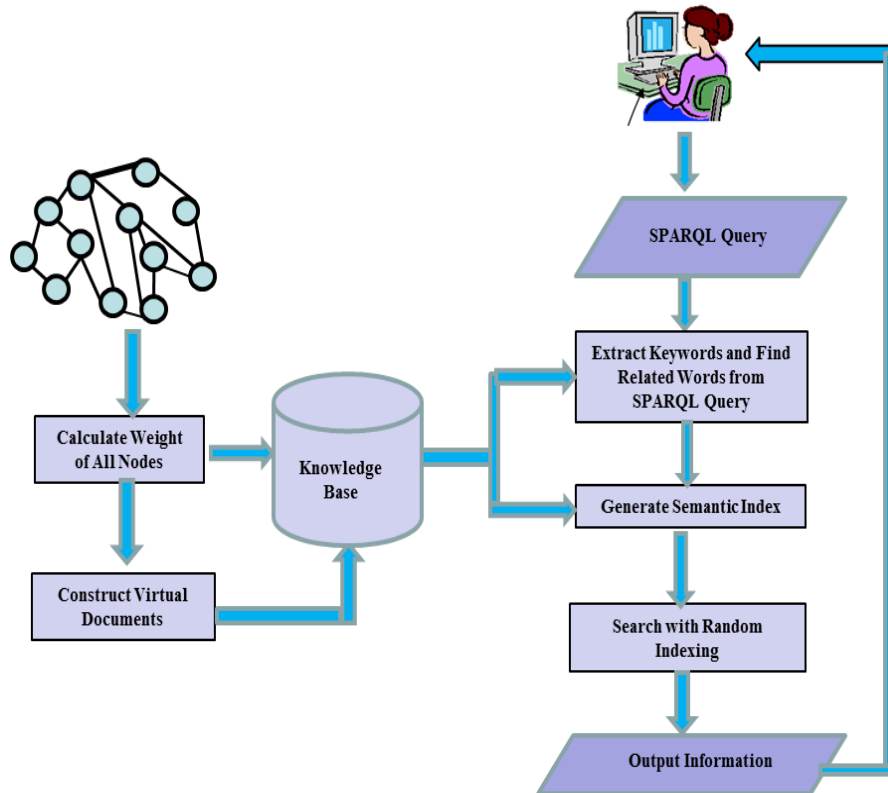 SPARQL Query
Extract Keywords and Find
Related Words from
SPARQL Query
Calculate Weight
of All Nodes
Knowledge
Base
Generate Semantic Index
Construct Virtual
Documents
Search with Random
Indexing
Output Information